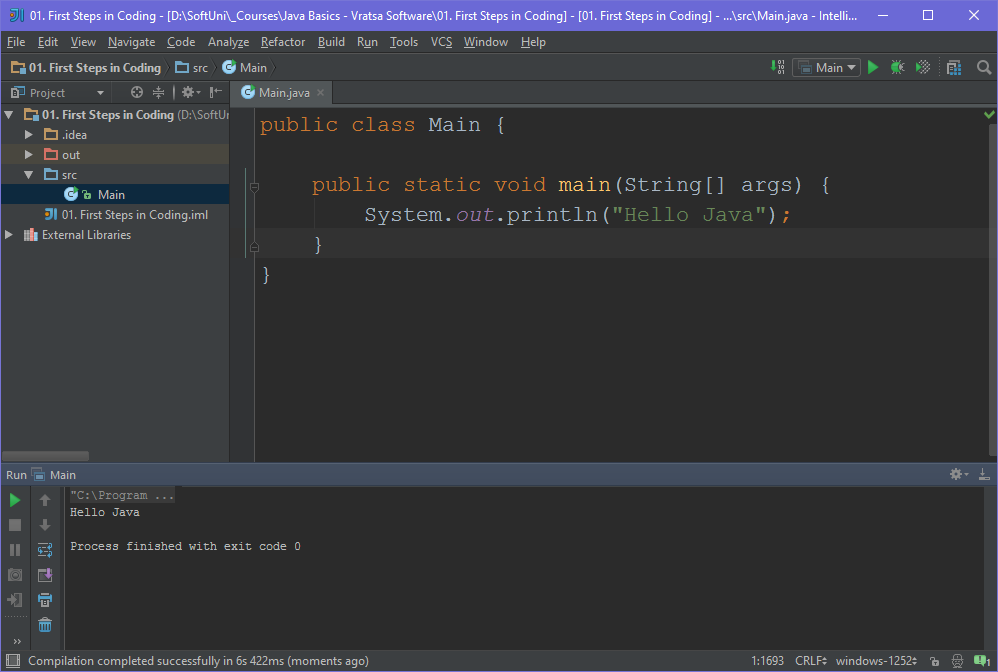 01. First Steps in Coding - [D:\SoftUni\_Courses\Java Basics - Vratsa Software\01. First Steps in Coding] - [01. First Steps in Coding] - ...\src\Main.java - Intelli...
File Edit View Navigate Code Analyze Refactor Build Run Tools VCS Window Help
01. First Steps in Coding src Main Main
Project Main.java
01. First Steps in Coding (D:\SoftUr
.idea
out
src
Main
01. First Steps in Coding.iml
External Libraries
public class Main {
public static void main(String[] args) {
System.out.println("Hello Java");
}
}
Run Main
"C:\Program ...
Hello Java
Process finished with exit code 0
Compilation completed successfully in 6s 422ms (moments ago) 1:1693 CRLF windows-1252 1